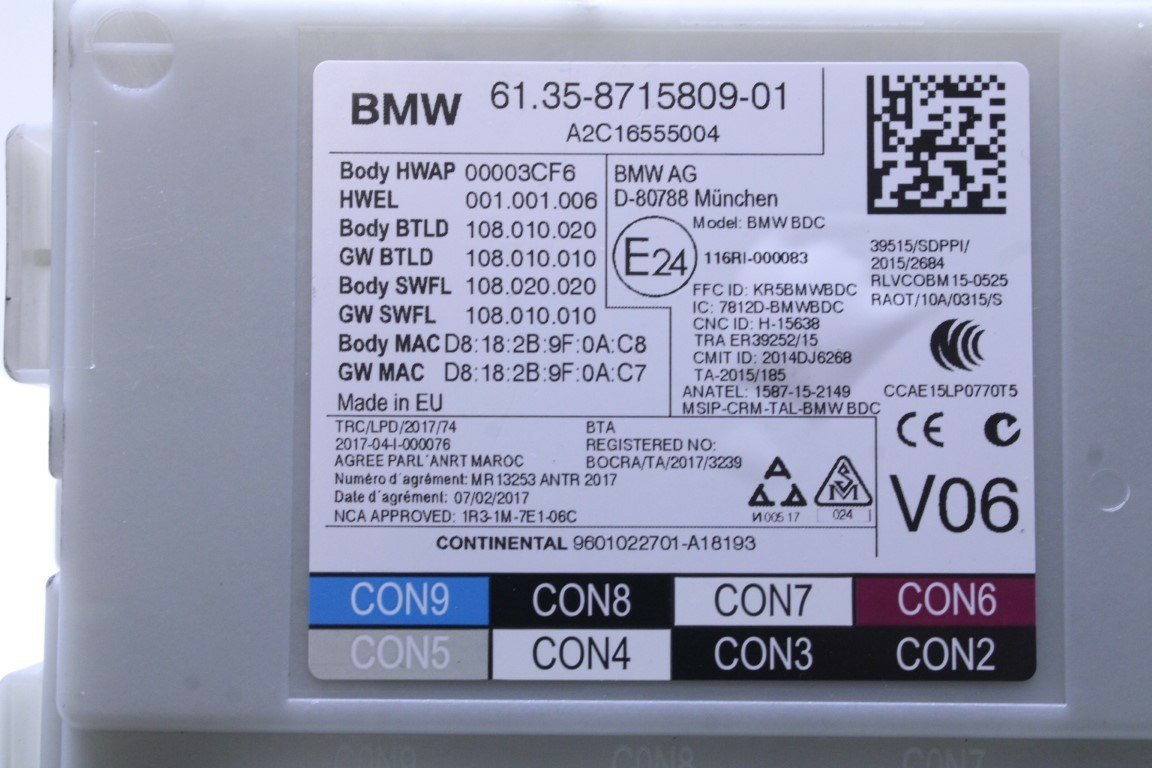 BMW 61.35-8715809-01
A2C16555004
Body HWAP 00003CF6
HWEL 001.001.006
Body BTLD 108.010.020
GW BTLD 108.010.010
Body SWFL 108.020.020
GW SWFL 108.010.010
Body MAC D8:18:2B:9F:0A:C8
GW MAC D8:18:2B:9F:0A:C7
Made in EU
BMW AG
D-80788 München
Model: BMW BDC
E24
116RI-000083
FFC ID: KR5BMWBDC
IC: 7812D-BMWBDC
CNC ID: H-15638
TRA ER39252/15
CMIT ID: 2014DJ6268
TA-2015/185
ANATEL: 1587-15-2149
MSIP-CRM-TAL-BMW BDC
39515/SDPPI/
2015/2684
RLVCOBM15-0525
RAOT/10A/0315/S
CCAE15LP0770T5
CE
V06
TRC/LPD/2017/74
2017-04-I-000076
AGREE PARL´ANRT MAROC
Numéro d´agrément: MR 13253 ANTR 2017
Date d´agrément: 07/02/2017
NCA APPROVED: 1R3-1M-7E1-06C
BTA
REGISTERED NO:
BOCRA/TA/2017/3239
И 005 17
024
CONTINENTAL 9601022701-A18193
CON9 CON8 CON7 CON6
CON5 CON4 CON3 CON2
CON9 CON8 CON7